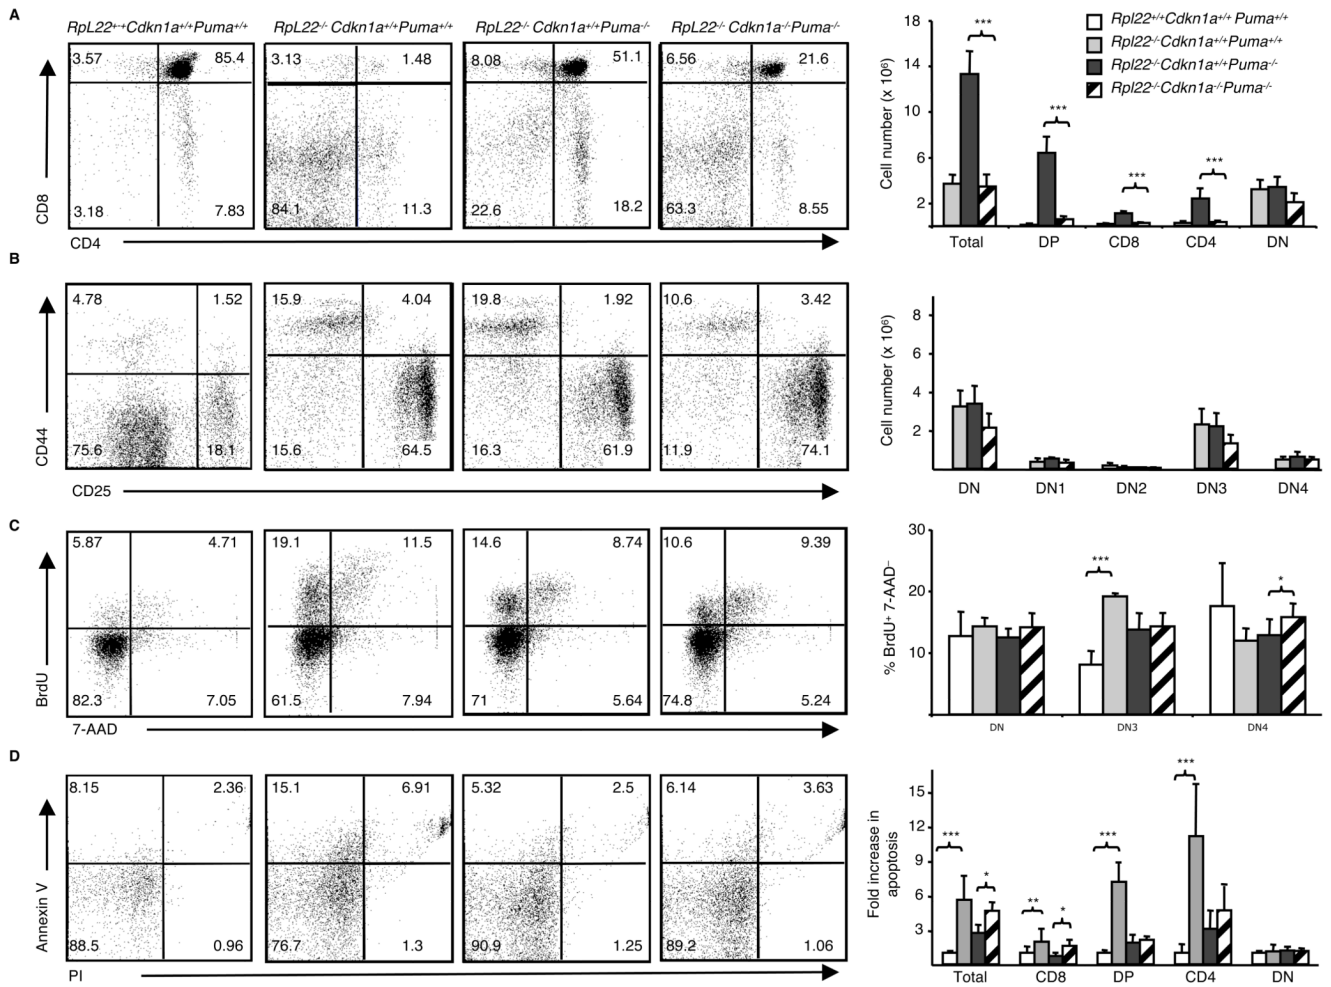 A
RpL22+/+Cdkn1a+/+Puma+/+ RpL22-/- Cdkn1a+/+Puma+/+ RpL22-/- Cdkn1a+/+Puma-/- RpL22-/- Cdkn1a-/-Puma-/-
3.57 85.4 3.13 1.48 8.08 51.1 6.56 21.6
3.18 7.83 84.1 11.3 22.6 18.2 63.3 8.55
CD8
CD4
Cell number (x 10⁶)
18
14
10
6
2
*** *** *** ***
Rpl22+/+Cdkn1a+/+ Puma+/+
Rpl22-/-Cdkn1a+/+Puma+/+
Rpl22-/-Cdkn1a+/+Puma-/-
Rpl22-/-Cdkn1a-/-Puma-/-
Total DP CD8 CD4 DN
B
4.78 1.52 15.9 4.04 19.8 1.92 10.6 3.42
75.6 18.1 15.6 64.5 16.3 61.9 11.9 74.1
CD44
CD25
Cell number (x 10⁶)
8
6
4
2
DN DN1 DN2 DN3 DN4
C
5.87 4.71 19.1 11.5 14.6 8.74 10.6 9.39
82.3 7.05 61.5 7.94 71 5.64 74.8 5.24
BrdU
7-AAD
% BrdU⁺ 7-AAD⁻
30
20
10
*** *
DN DN3 DN4
D
8.15 2.36 15.1 6.91 5.32 2.5 6.14 3.63
88.5 0.96 76.7 1.3 90.9 1.25 89.2 1.06
Annexin V
PI
Fold increase in
apoptosis
15
12
9
6
3
*** * ** * *** ***
Total CD8 DP CD4 DN